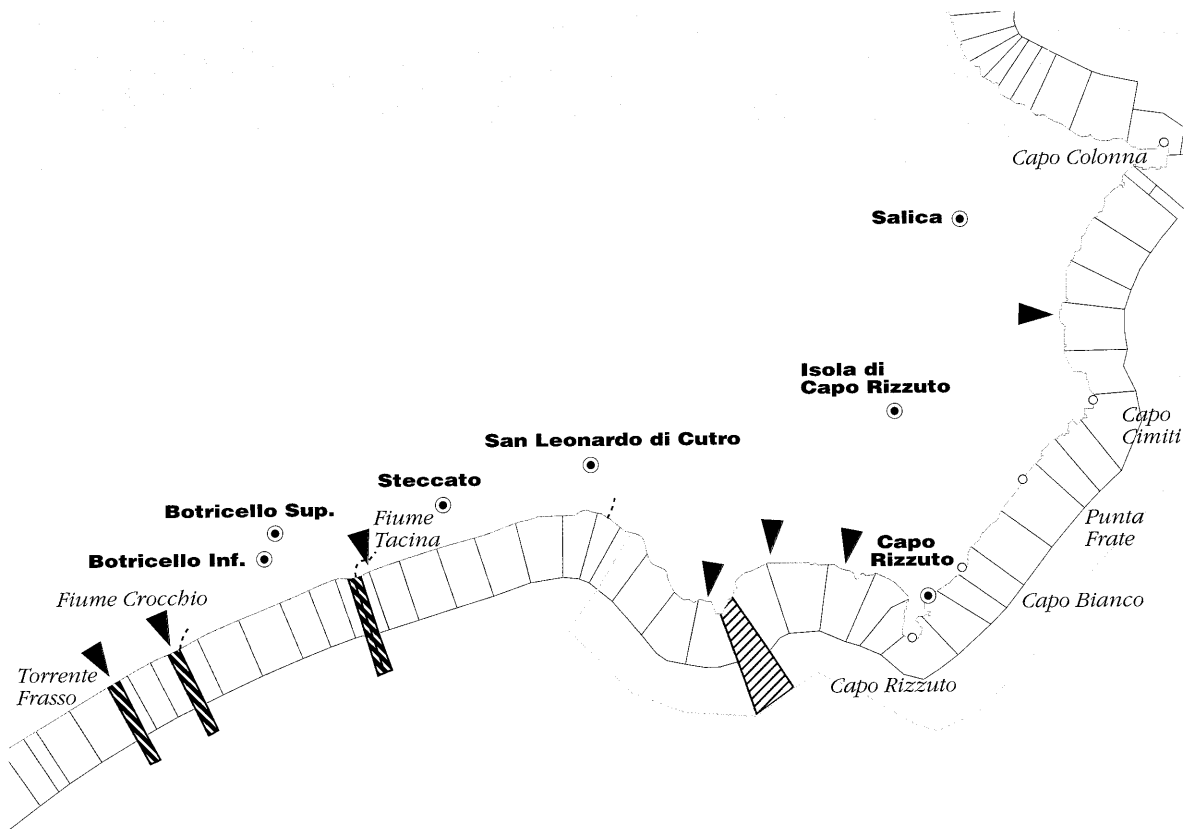 Capo Colonna
Salica
Isola di
Capo Rizzuto
Capo
Cimiti
San Leonardo di Cutro
Steccato
Botricello Sup.
Fiume
Tacina
Punta
Frate
Botricello Inf.
Capo
Rizzuto
Fiume Crocchio
Capo Bianco
Torrente
Frasso
Capo Rizzuto